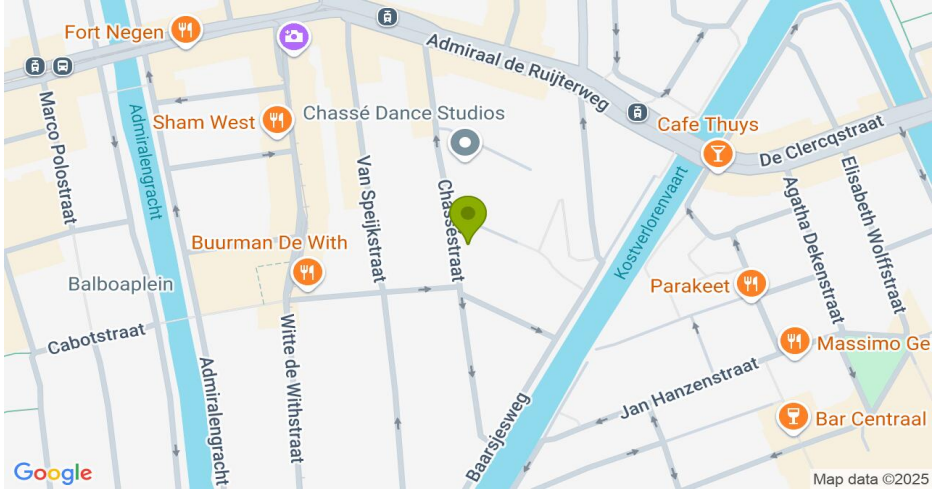 Fort Negen
Admiraal de Ruijterweg
Marco Polostraat
Admiralengracht
Sham West
Chassé Dance Studios
Cafe Thuys
De Clercqstraat
Van Speijkstraat
Chasséstraat
Kostverlorenvaart
Elisabeth Wolffstraat
Agatha Dekenstraat
Buurman De With
Balboaplein
Parakeet
Cabotstraat
Witte de Withstraat
Admiralengracht
Massimo Ge
Jan Hanzenstraat
Baarsjesweg
Bar Centraal
Google
Map data ©2025